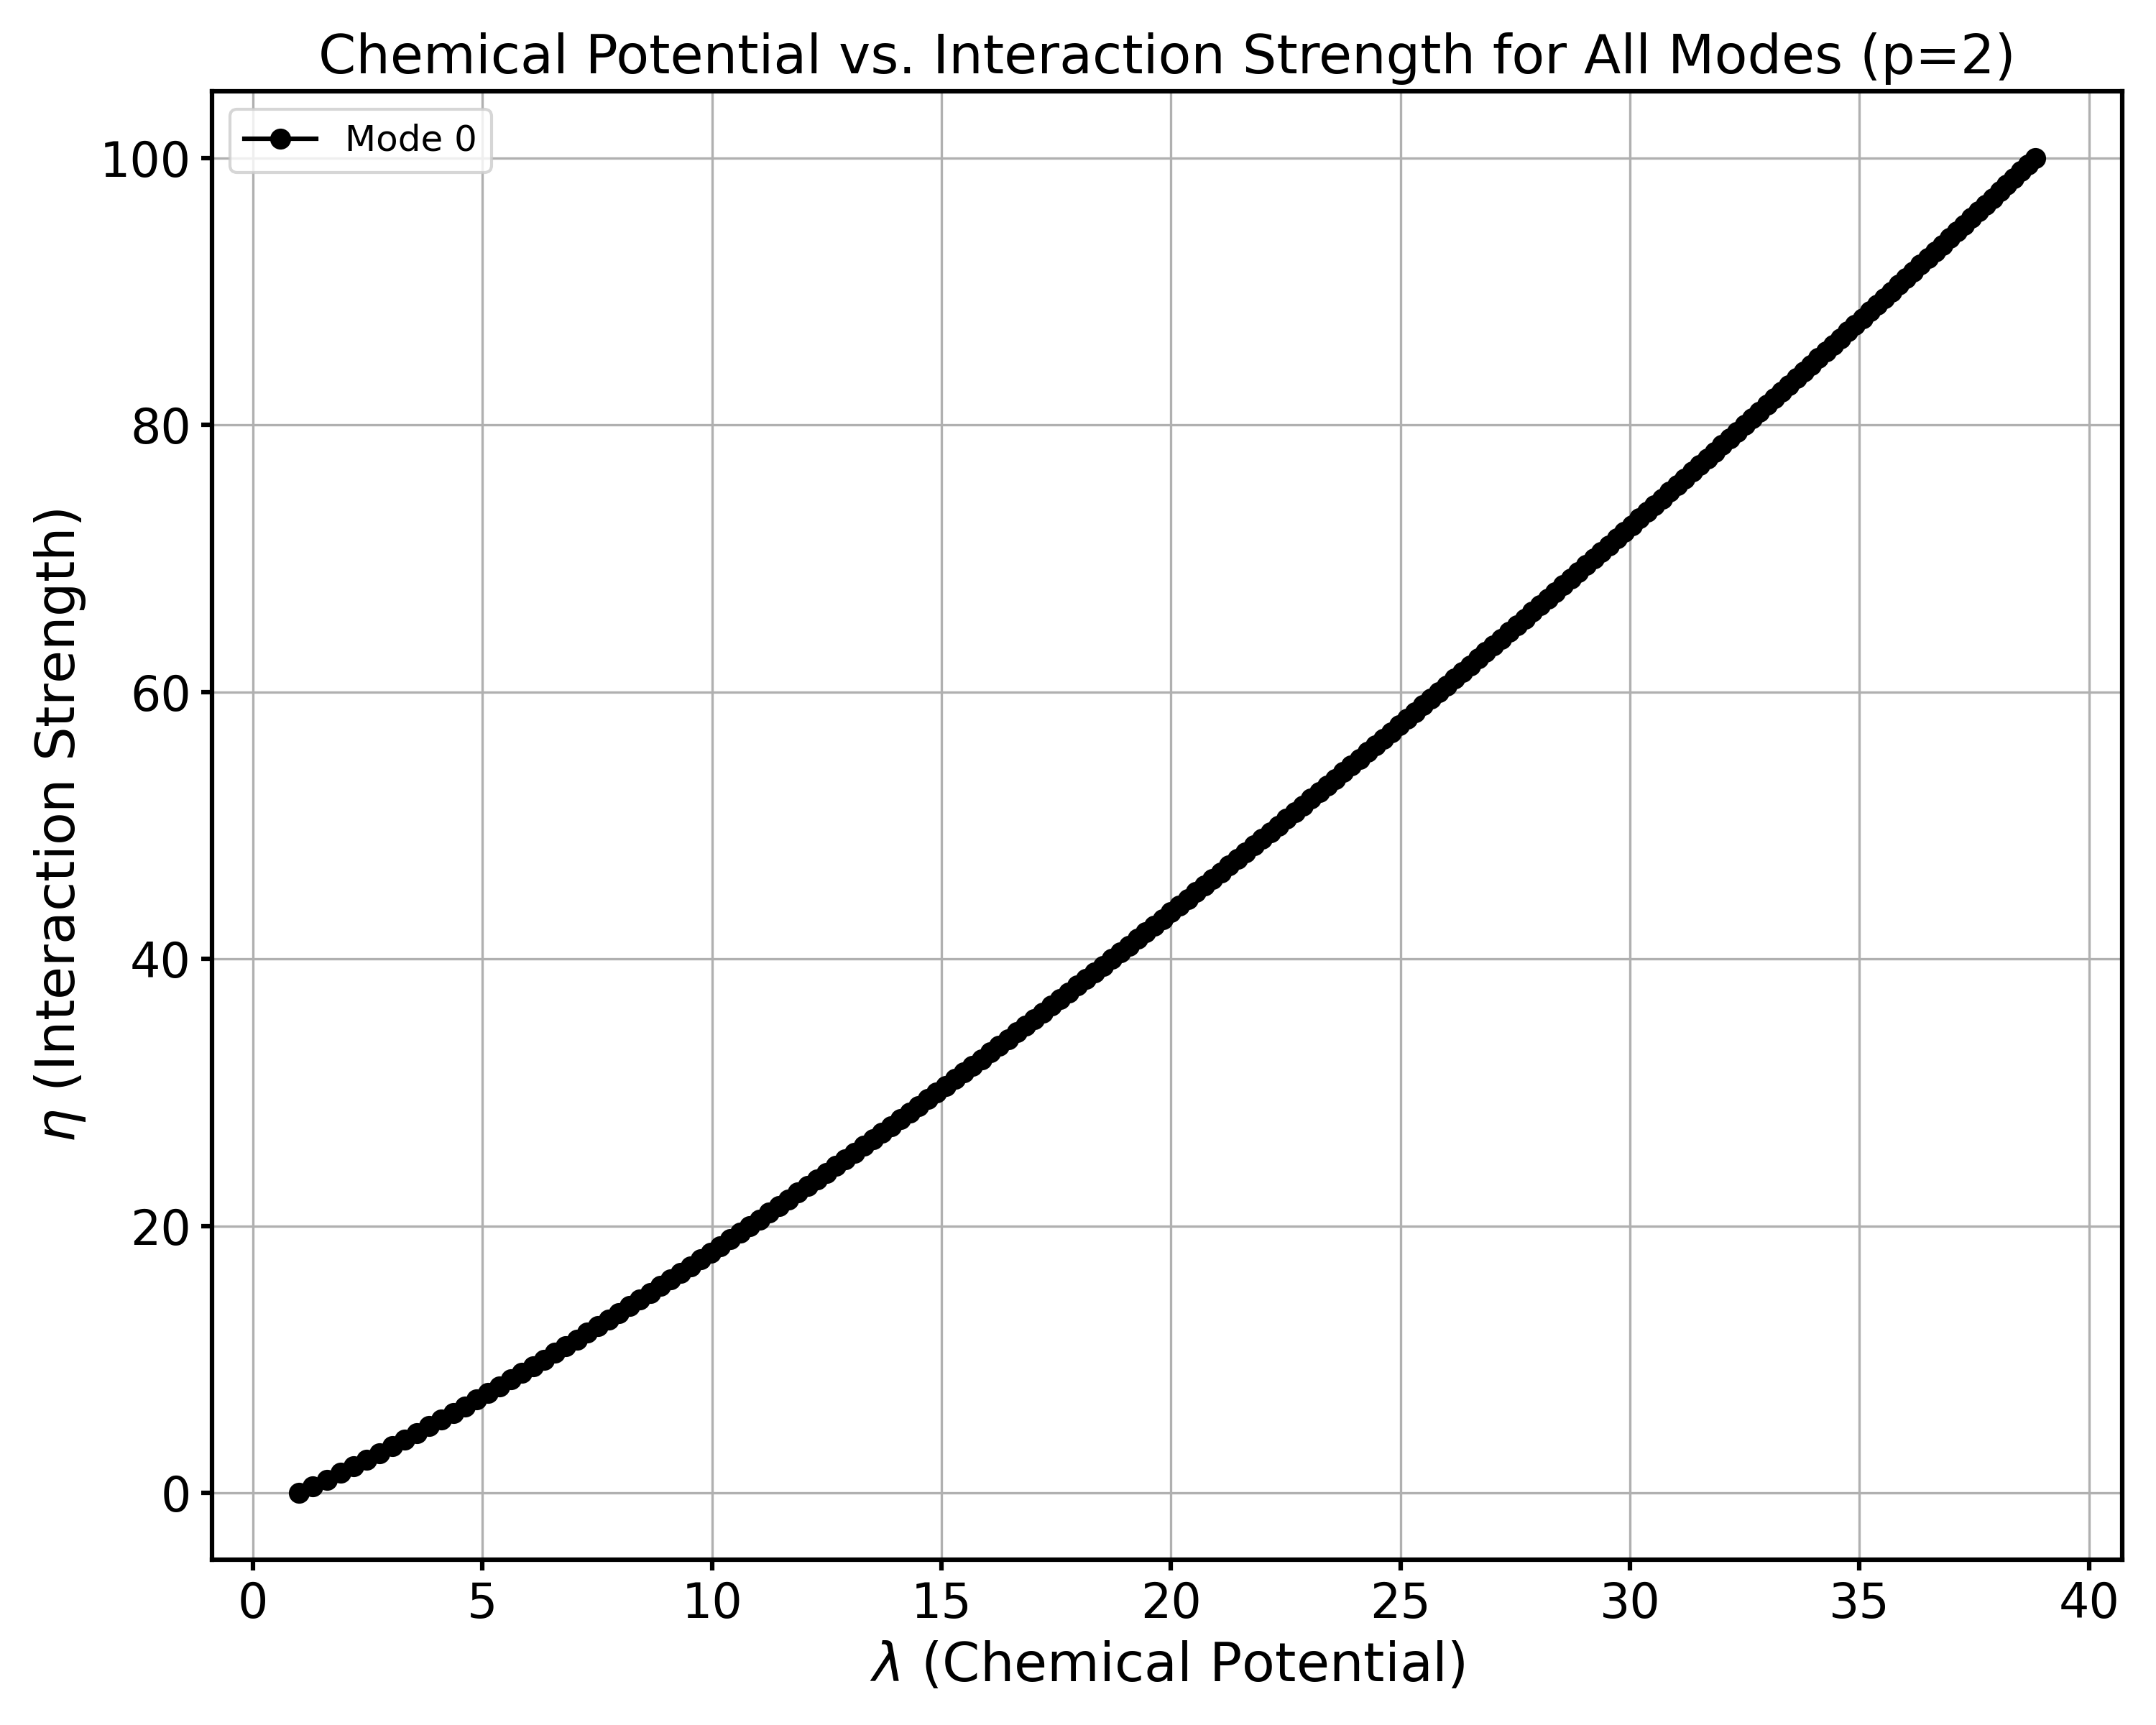 Chemical Potential vs. Interaction Strength for All Modes (p=2)
Mode 0
100
80
60
40
20
0
η (Interaction Strength)
0 5 10 15 20 25 30 35 40
λ (Chemical Potential)